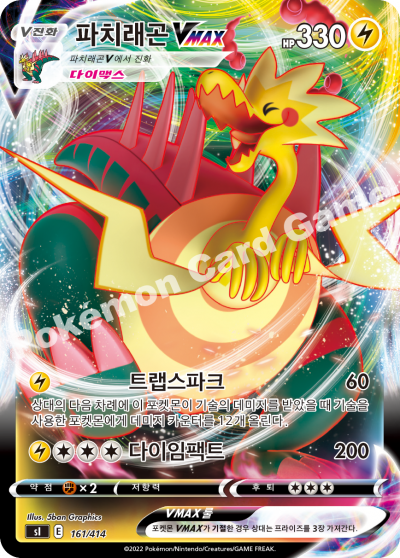 V진화
파치래곤 VMAX
HP 330
파치래곤V에서 진화
다이맥스
Pokémon Card Game
트랩스파크 60
상대의 다음 차례에 이 포켓몬이 기술의 데미지를 받았을 때 기술을
사용한 포켓몬에게 데미지 카운터를 12개 올린다.
다이임팩트 200
약점 ×2 저항력 후퇴
VMAX 룰
포켓몬 VMAX가 기절한 경우 상대는 프라이즈를 3장 가져간다.
Illus. 5ban Graphics
sI E 161/414
©2022 Pokémon/Nintendo/Creatures/GAME FREAK.